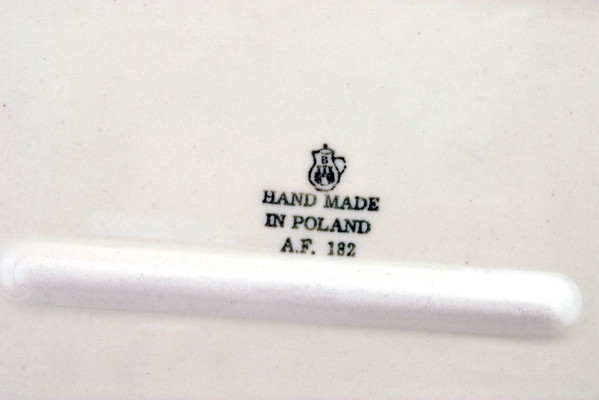 B
HAND MADE
IN POLAND
A.F. 182